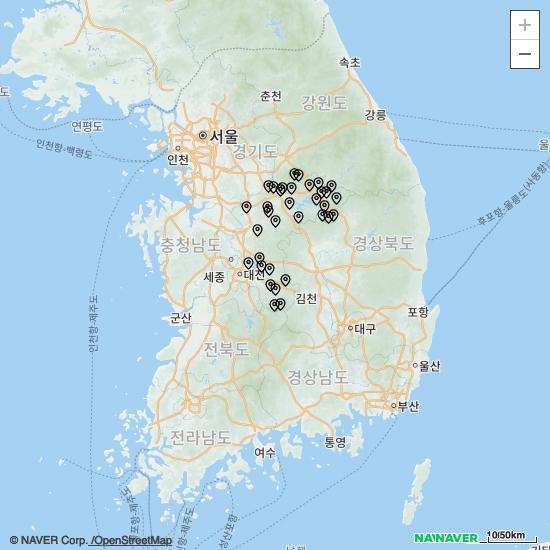 +
−
속초
춘천
강원도
강릉
도
연평도
서울
울
인천항-백령도
인천
경기도
후포항-울릉도(사동항)
충청남도
경상북도
세종
대전
김천
인천항-제주도
군산
포항
대구
전북도
경상남도
울산
부산
전라남도
통영
여수
© NAVER Corp. /OpenStreetMap
NAVER
10/50km